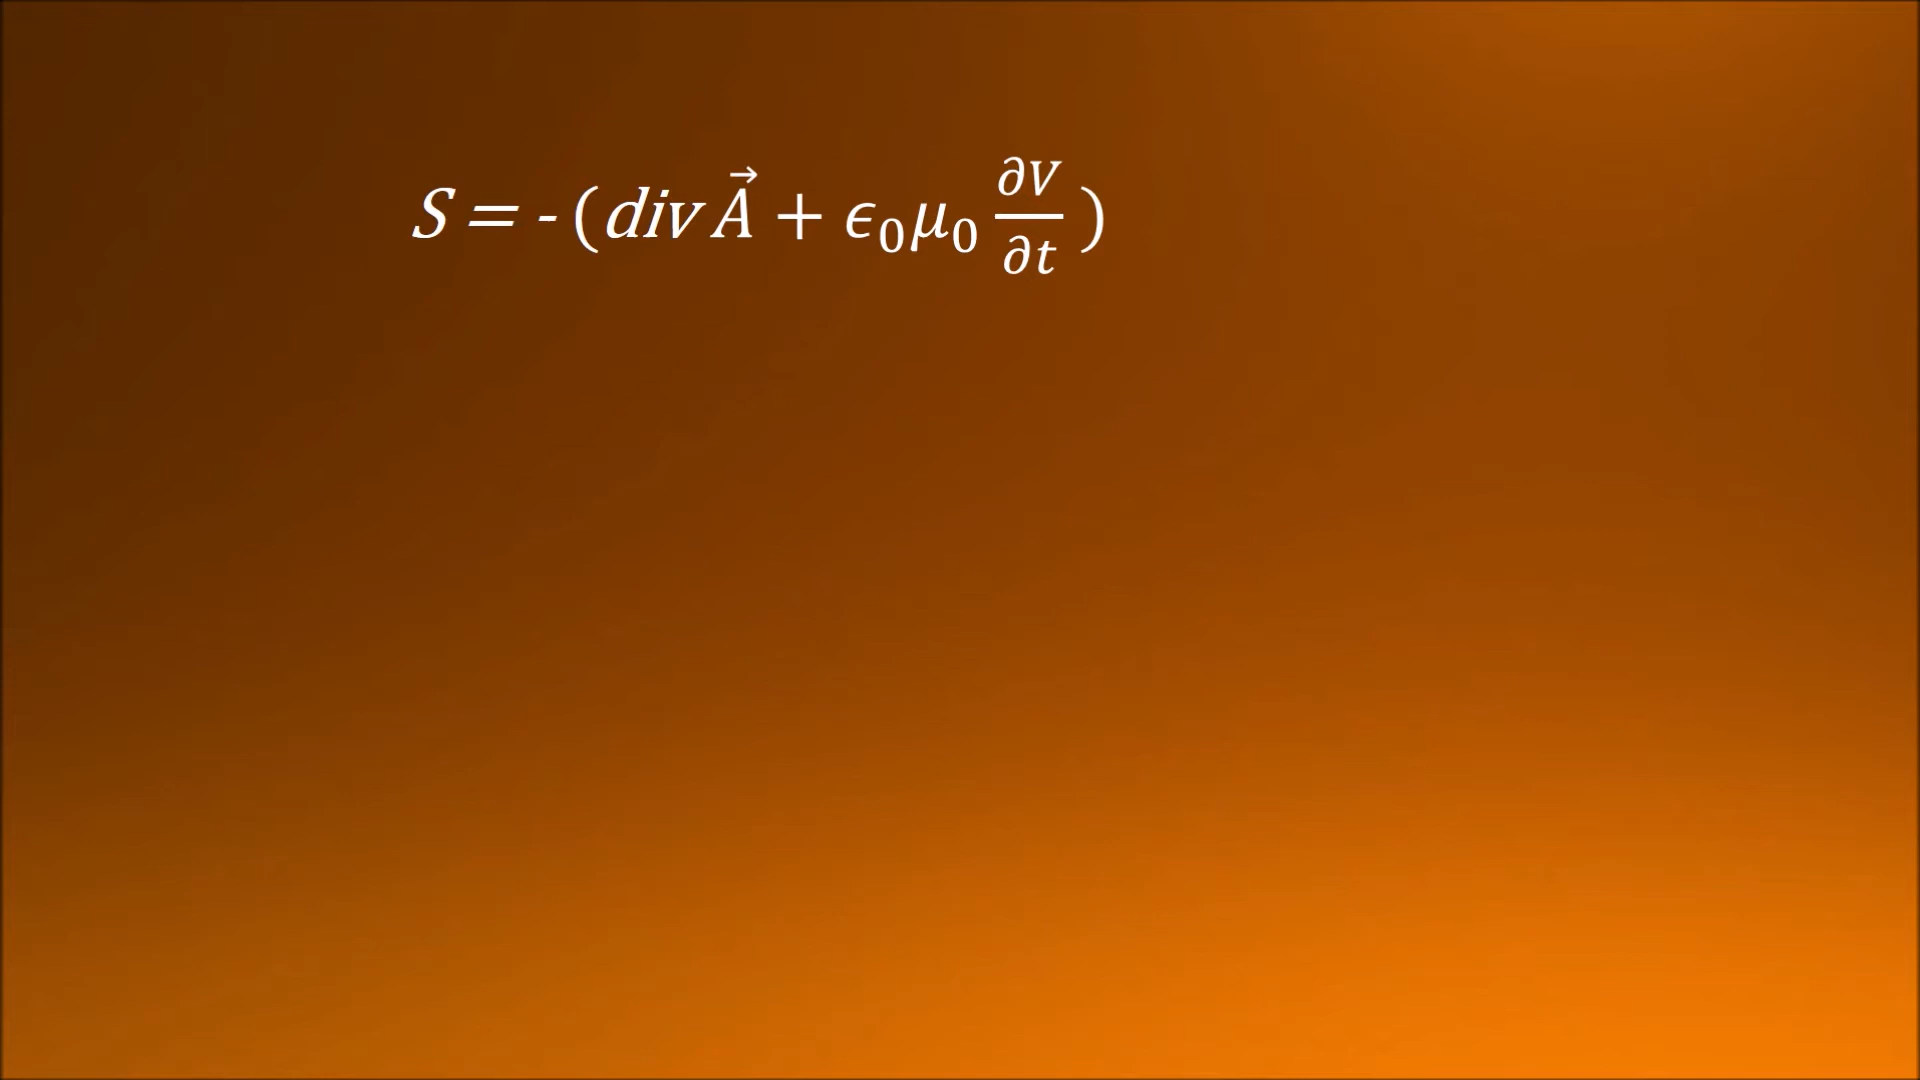 S = - (div A⃗ + ϵ₀μ₀ ∂V/∂t )